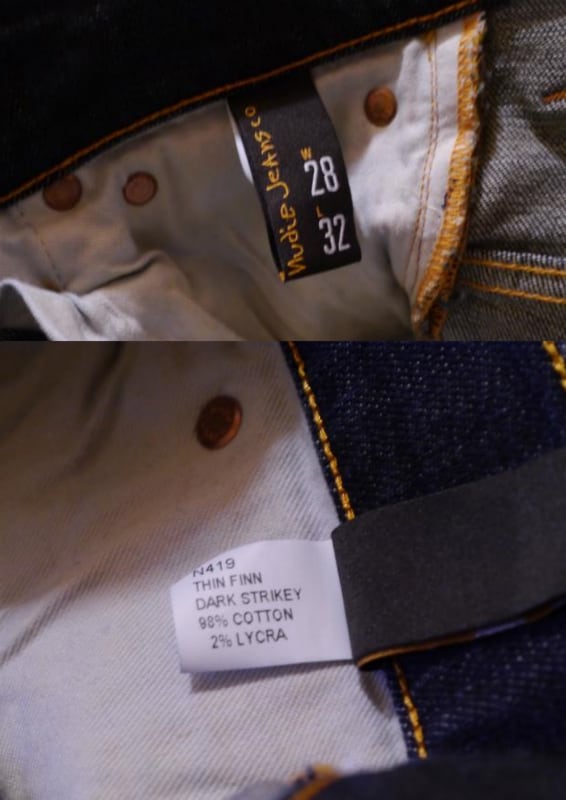 Nudie Jeans co
W
28
L
32
N419
THIN FINN
DARK STRIKEY
98% COTTON
2% LYCRA